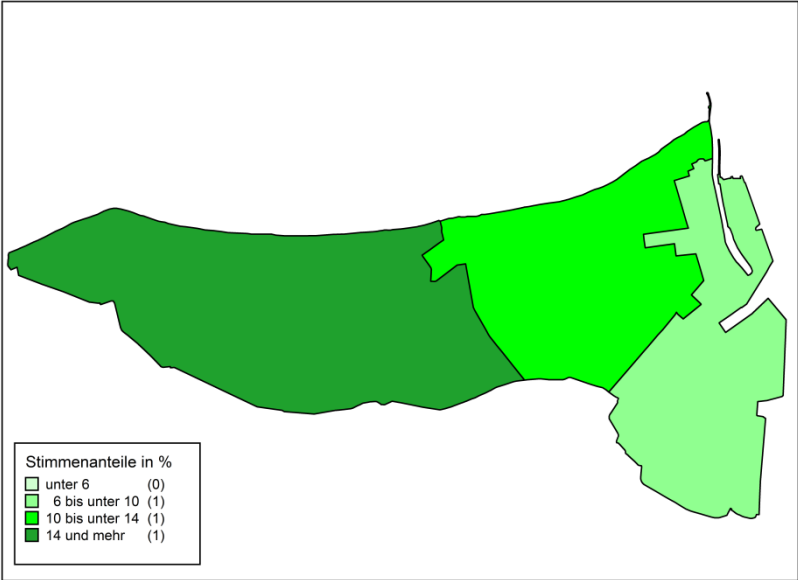 Stimmenanteile in %
unter 6 (0)
6 bis unter 10 (1)
10 bis unter 14 (1)
14 und mehr (1)